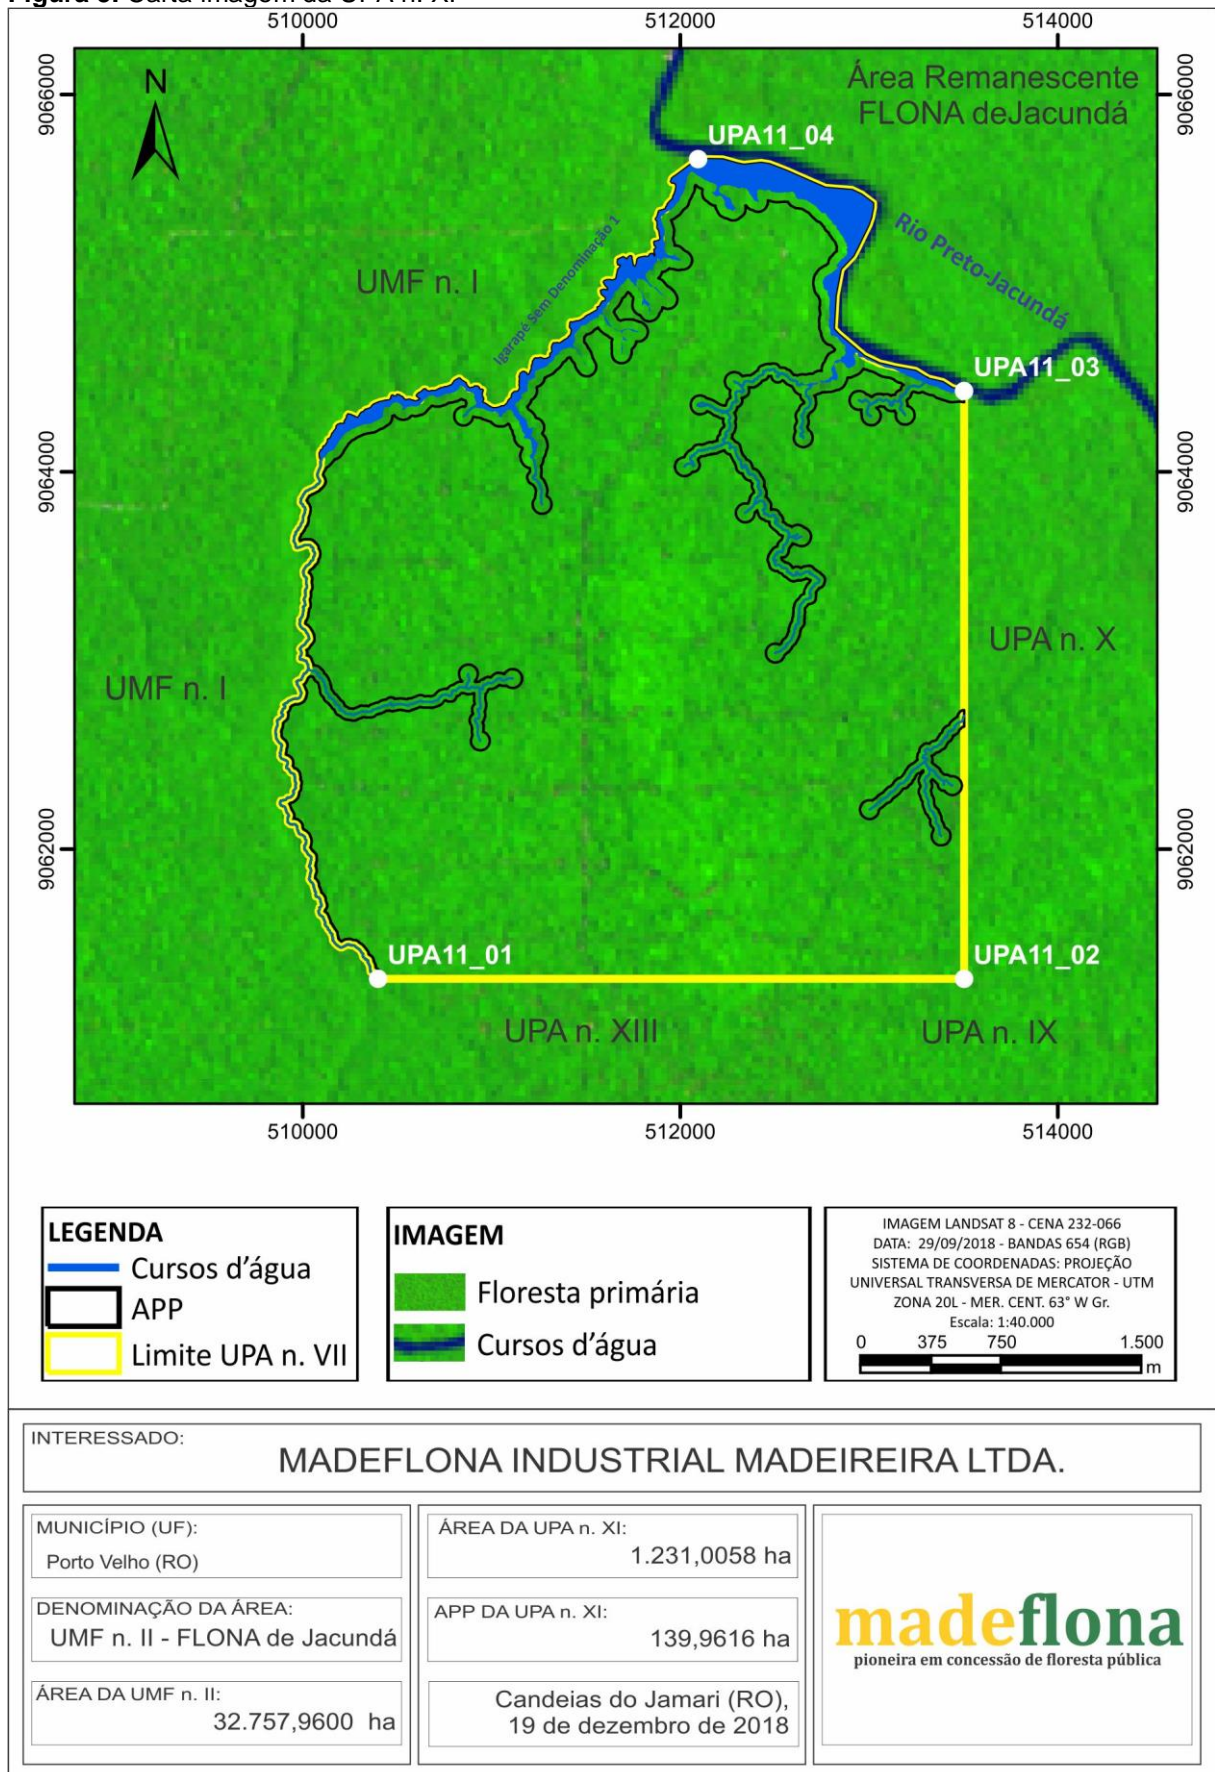 Figura 3. Carta Imagem da UPA n. XI.
510000
512000
514000
9066000
9066000
N
Área Remanescente
FLONA deJacundá
UPA11_04
Rio Preto-Jacundá
Igarapé Sem Denominação 1
UMF n. I
UPA11_03
9064000
9064000
UPA n. X
UMF n. I
9062000
9062000
UPA11_01
UPA11_02
UPA n. XIII
UPA n. IX
510000
512000
514000
LEGENDA
Cursos d'água
APP
Limite UPA n. VII
IMAGEM
Floresta primária
Cursos d'água
IMAGEM LANDSAT 8 - CENA 232-066
DATA: 29/09/2018 - BANDAS 654 (RGB)
SISTEMA DE COORDENADAS: PROJEÇÃO
UNIVERSAL TRANSVERSA DE MERCATOR - UTM
ZONA 20L - MER. CENT. 63° W Gr.
Escala: 1:40.000
0 375 750 1.500
m
INTERESSADO:
MADEFLONA INDUSTRIAL MADEIREIRA LTDA.
MUNICÍPIO (UF):
Porto Velho (RO)
ÁREA DA UPA n. XI:
1.231,0058 ha
DENOMINAÇÃO DA ÁREA:
UMF n. II - FLONA de Jacundá
APP DA UPA n. XI:
139,9616 ha
ÁREA DA UMF n. II:
32.757,9600 ha
Candeias do Jamari (RO),
19 de dezembro de 2018
madeflona
pioneira em concessão de floresta pública